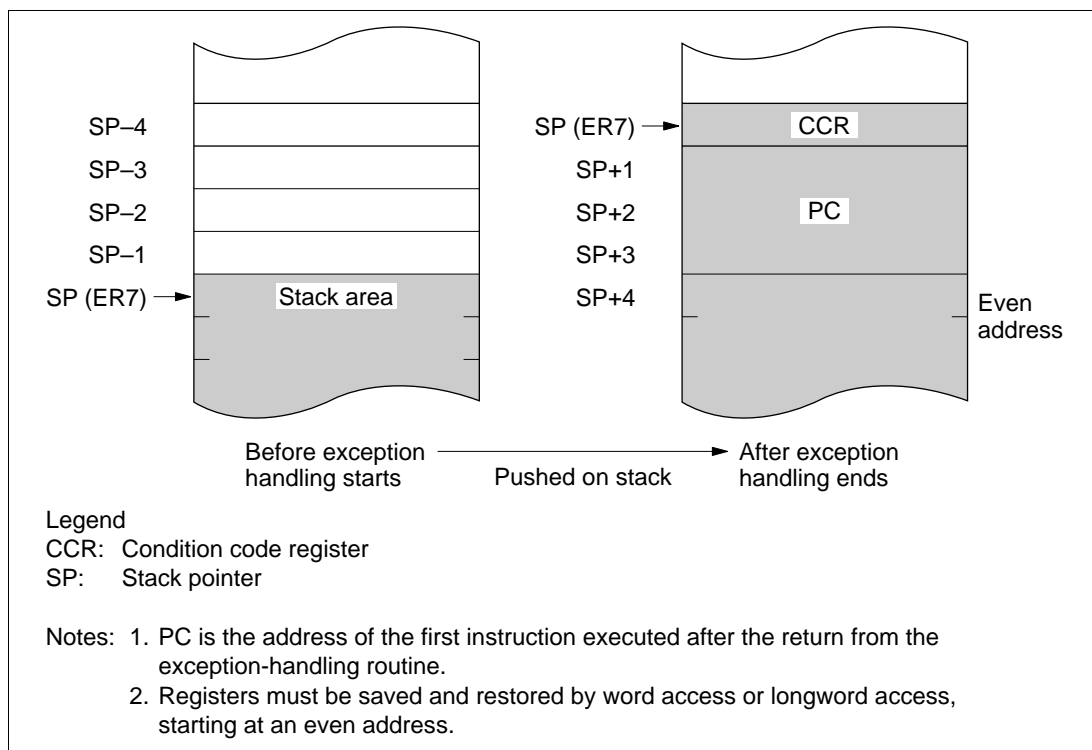 SP–4
SP–3
SP–2
SP–1
SP (ER7)
Stack area
SP (ER7)
SP+1
SP+2
SP+3
SP+4
CCR
PC
Even
address
Before exception
handling starts
Pushed on stack
After exception
handling ends
Legend
CCR: Condition code register
SP: Stack pointer
Notes: 1. PC is the address of the first instruction executed after the return from the
exception-handling routine.
2. Registers must be saved and restored by word access or longword access,
starting at an even address.